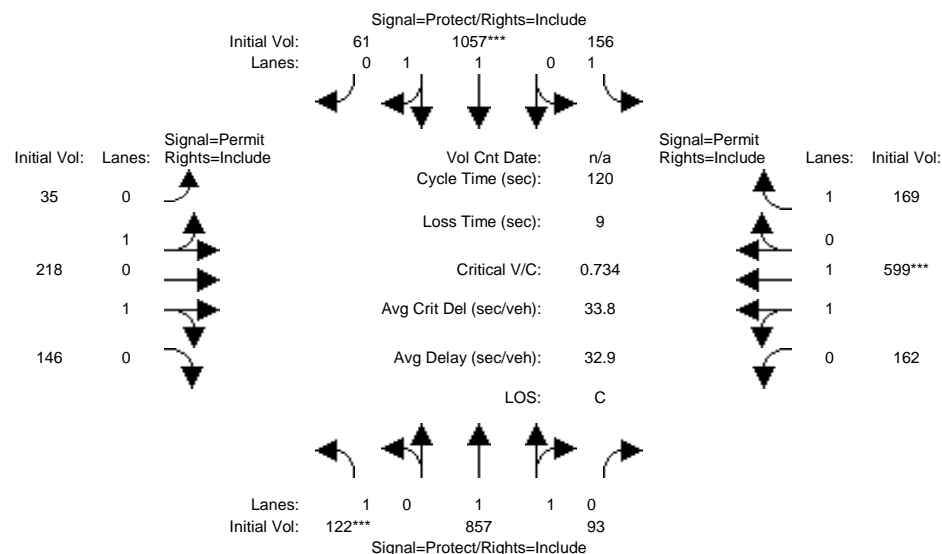 Signal=Protect/Rights=Include
Initial Vol: 61 1057*** 156
Lanes: 0 1 1 0 1
Signal=Permit Signal=Permit
Initial Vol: Lanes: Rights=Include Vol Cnt Date: n/a Rights=Include Lanes: Initial Vol:
Cycle Time (sec): 120
35 0 1 169
Loss Time (sec): 9
1 0
218 0 Critical V/C: 0.734 1 599***
1 Avg Crit Del (sec/veh): 33.8 1
146 0 Avg Delay (sec/veh): 32.9 0 162
LOS: C
Lanes: 1 0 1 1 0
Initial Vol: 122*** 857 93
Signal=Protect/Rights=Include